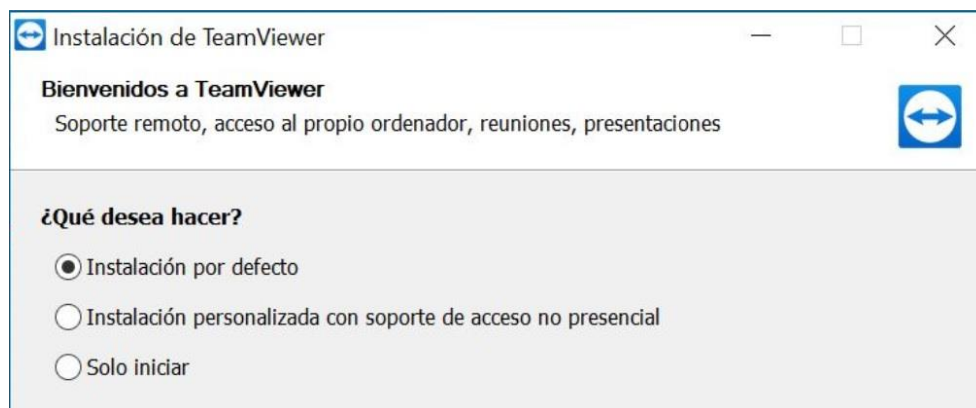 Instalación de TeamViewer
Bienvenidos a TeamViewer
Soporte remoto, acceso al propio ordenador, reuniones, presentaciones
¿Qué desea hacer?
Instalación por defecto
Instalación personalizada con soporte de acceso no presencial
Solo iniciar